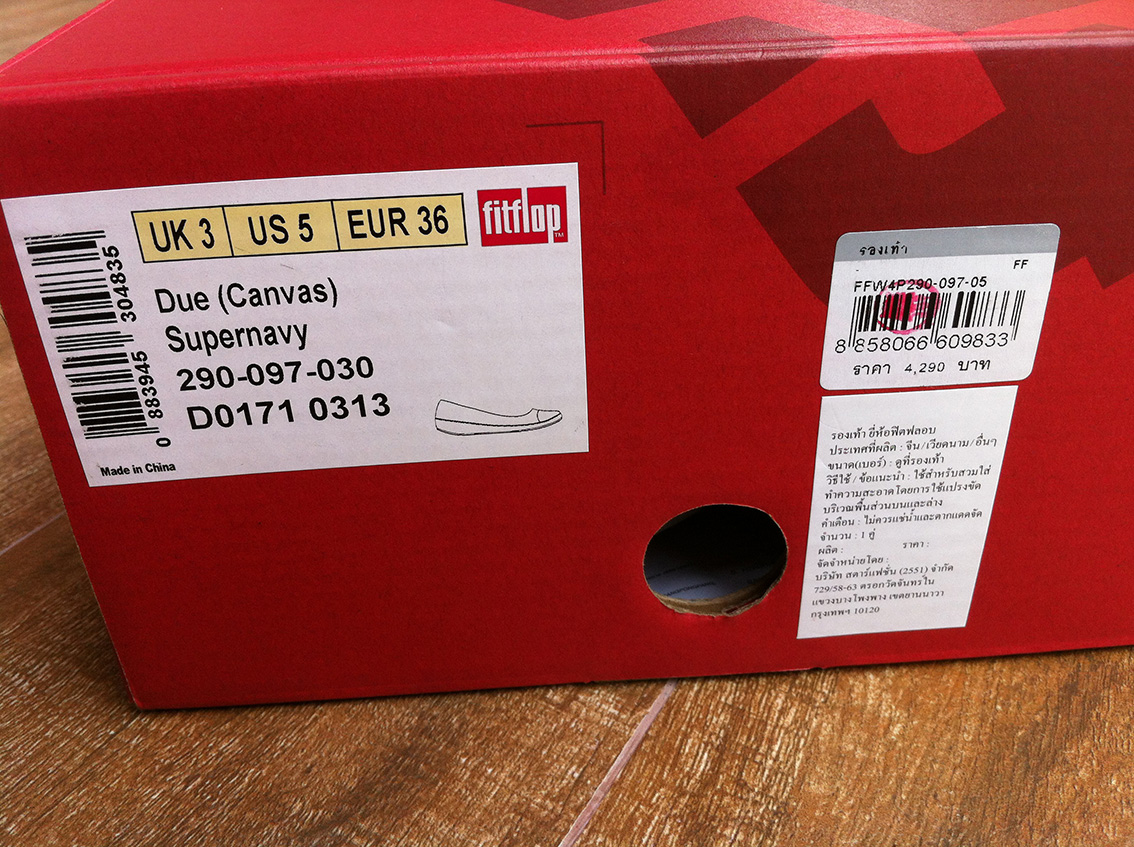 UK 3 US 5 EUR 36
fitflop™
Due (Canvas)
Supernavy
290-097-030
D0171 0313
0 883945 304835
Made in China
รองเท้า
FF
FFW4P290-097-05
8 858066 609833
ราคา 4,290 บาท
รองเท้า ยี่ห้อฟิตฟลอบ
ประเทศที่ผลิต : จีน/เวียดนาม/อื่นๆ
ขนาด(เบอร์) : ดูที่รองเท้า
วิธีใช้ / ข้อแนะนำ : ใช้สำหรับสวมใส่
ทำความสะอาดโดยการใช้แปรงขัด
บริเวณพื้นส่วนบนและล่าง
คำเตือน : ไม่ควรแช่น้ำและตากแดดจัด
จำนวน : 1 คู่
ผลิต : ราคา :
จัดจำหน่ายโดย :
บริษัท สตาร์แฟชั่น (2551) จำกัด
729/58-63 ตรอกวัดจันทร์ใน
แขวงบางโพงพาง เขตยานนาวา
กรุงเทพฯ 10120